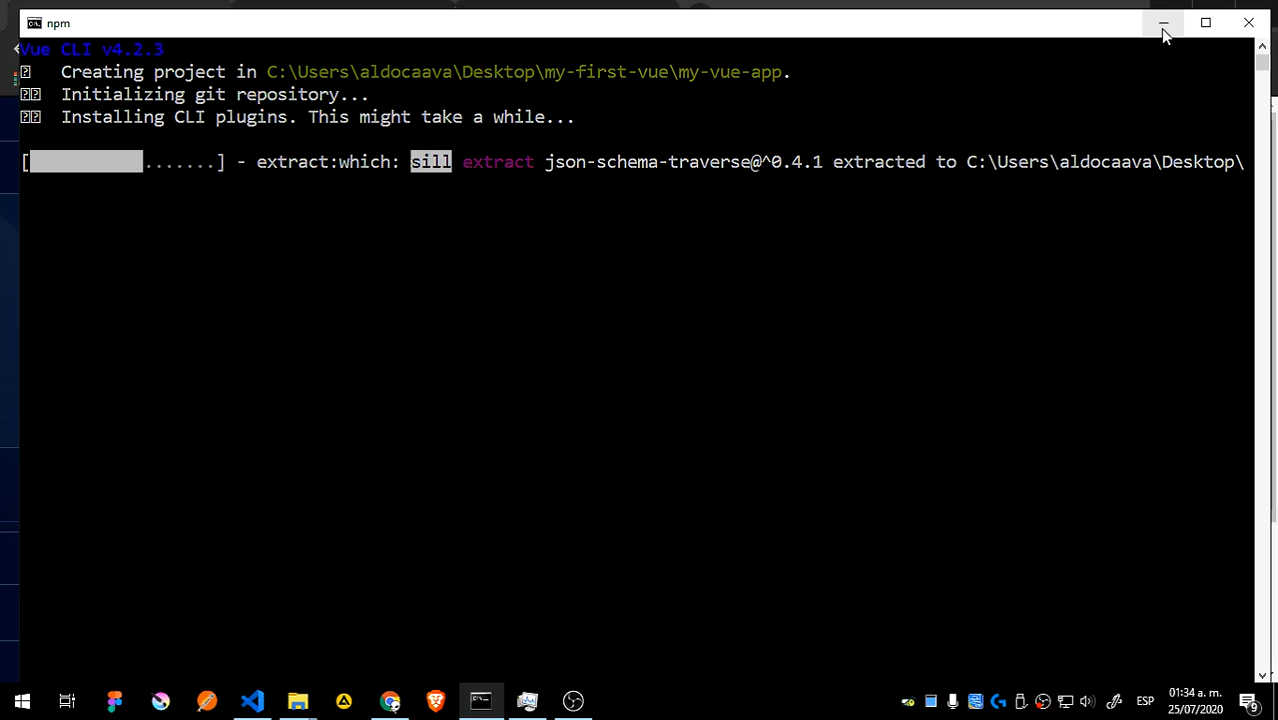 npm
Vue CLI v4.2.3
Creating project in C:\Users\aldocaava\Desktop\my-first-vue\my-vue-app.
Initializing git repository...
Installing CLI plugins. This might take a while...
[ .......] - extract:which: sill extract json-schema-traverse@^0.4.1 extracted to C:\Users\aldocaava\Desktop\
ESP
01:34 a. m.
25/07/2020
9